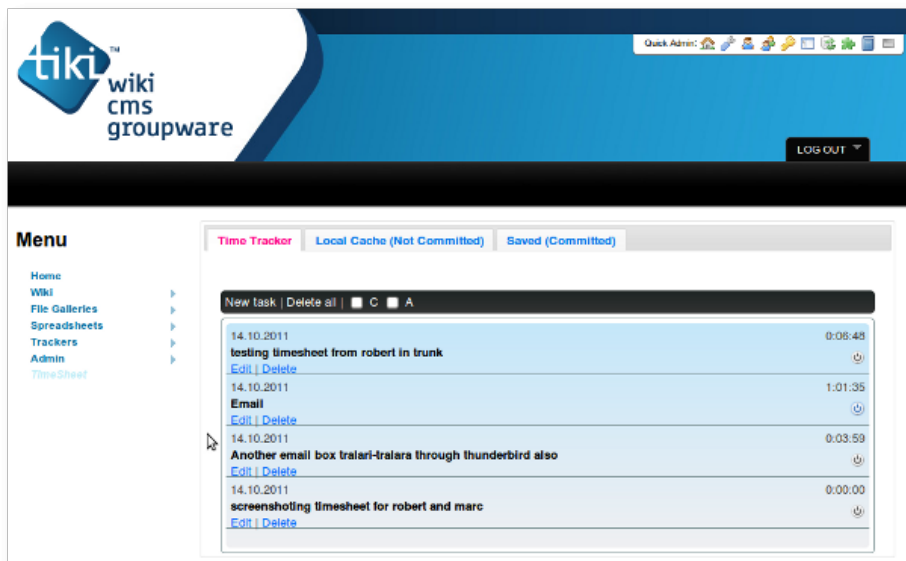 tiki™
wiki
cms
groupware
Quick Admin:
LOG OUT
Menu
Home
Wiki
File Galleries
Spreadsheets
Trackers
Admin
TimeSheet
Time Tracker Local Cache (Not Committed) Saved (Committed)
New task | Delete all | C A
14.10.2011 0:06:48
testing timesheet from robert in trunk
Edit | Delete
14.10.2011 1:01:35
Email
Edit | Delete
14.10.2011 0:03:59
Another email box tralari-tralara through thunderbird also
Edit | Delete
14.10.2011 0:00:00
screenshoting timesheet for robert and marc
Edit | Delete